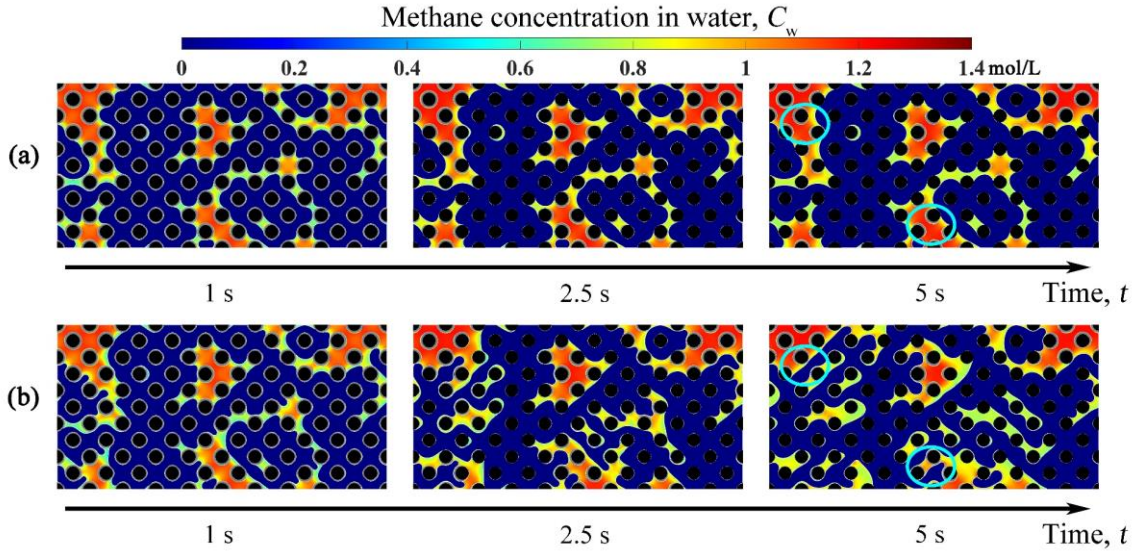 Methane concentration in water, C_w
0 0.2 0.4 0.6 0.8 1 1.2 1.4 mol/L
(a)
1 s 2.5 s 5 s Time, t
(b)
1 s 2.5 s 5 s Time, t